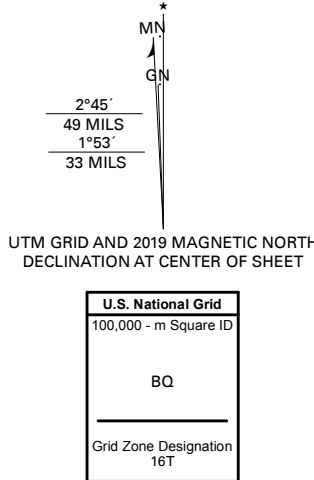 MN
GN
2°45´
49 MILS
1°53´
33 MILS
UTM GRID AND 2019 MAGNETIC NORTH
DECLINATION AT CENTER OF SHEET
U.S. National Grid
100,000 - m Square ID
BQ
Grid Zone Designation
16T